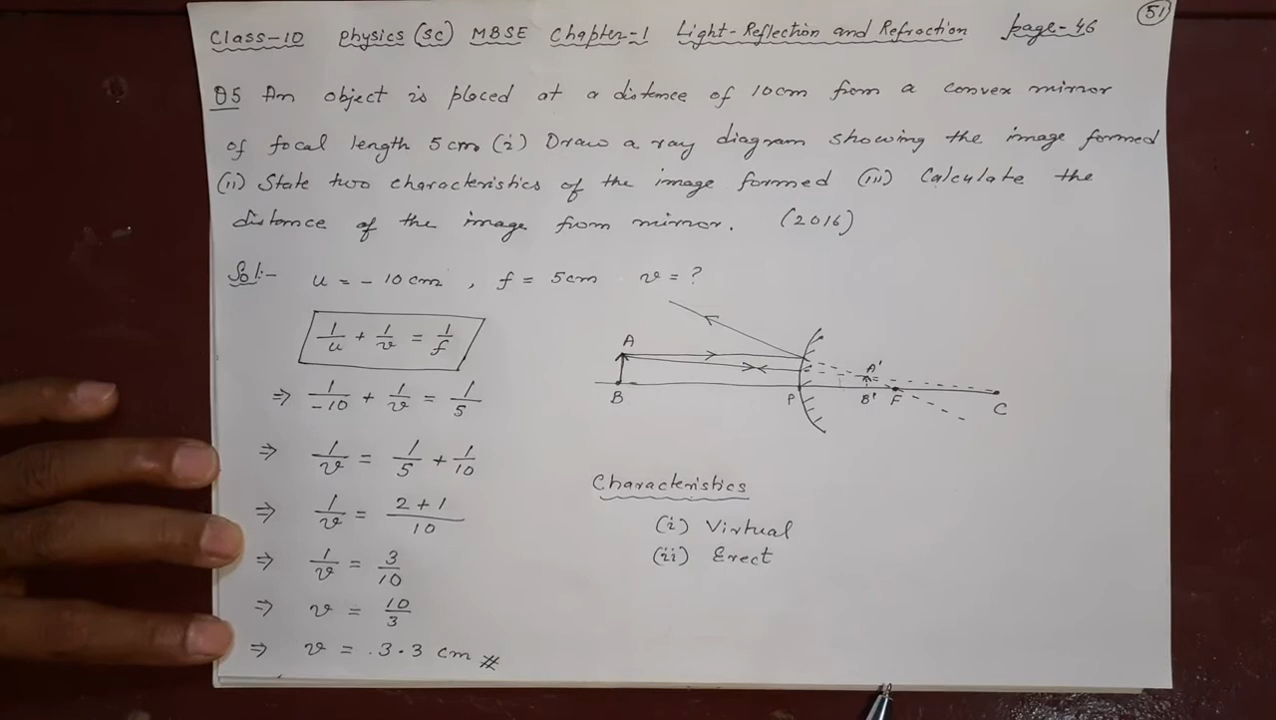 51
Class-10 Physics (SC) MBSE Chapter-1 Light-Reflection and Refraction page-46
Q5 An object is placed at a distance of 10cm from a convex mirror
of focal length 5cm (i) Draw a ray diagram showing the image formed
(ii) State two characteristics of the image formed (iii) Calculate the
distance of the image from mirror. (2016)
Sol:- u = - 10 cm , f = 5cm v = ?
1/u + 1/v = 1/f
⇒ 1/-10 + 1/v = 1/5
⇒ 1/v = 1/5 + 1/10
⇒ 1/v = 2+1/10
⇒ 1/v = 3/10
⇒ v = 10/3
⇒ v = .3.3 cm #
A
A'
B P B' F C
Characteristics
(i) Virtual
(ii) Erect